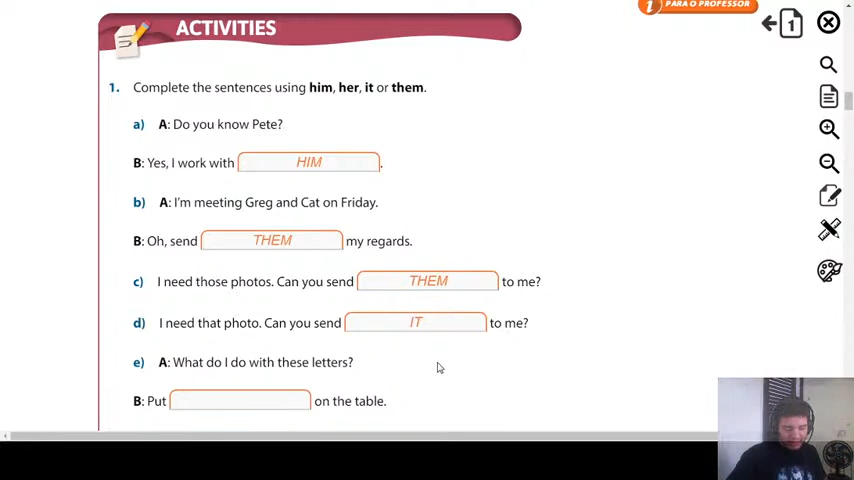 i PARA O PROFESSOR
ACTIVITIES
1
1. Complete the sentences using him, her, it or them.
a) A: Do you know Pete?
B: Yes, I work with HIM.
b) A: I'm meeting Greg and Cat on Friday.
B: Oh, send THEM my regards.
c) I need those photos. Can you send THEM to me?
d) I need that photo. Can you send IT to me?
e) A: What do I do with these letters?
B: Put on the table.